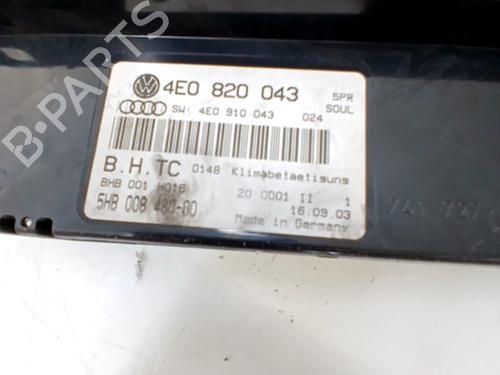 4E0 820 043 5PR
SW: 4E0 910 043 024 SOUL
B.H.TC 0148 Klimabetaetigung
BHB 001 H016 20 0D01 II 1
5HB 008 480-00 16.09.03
Made in Germany
B-PARTS